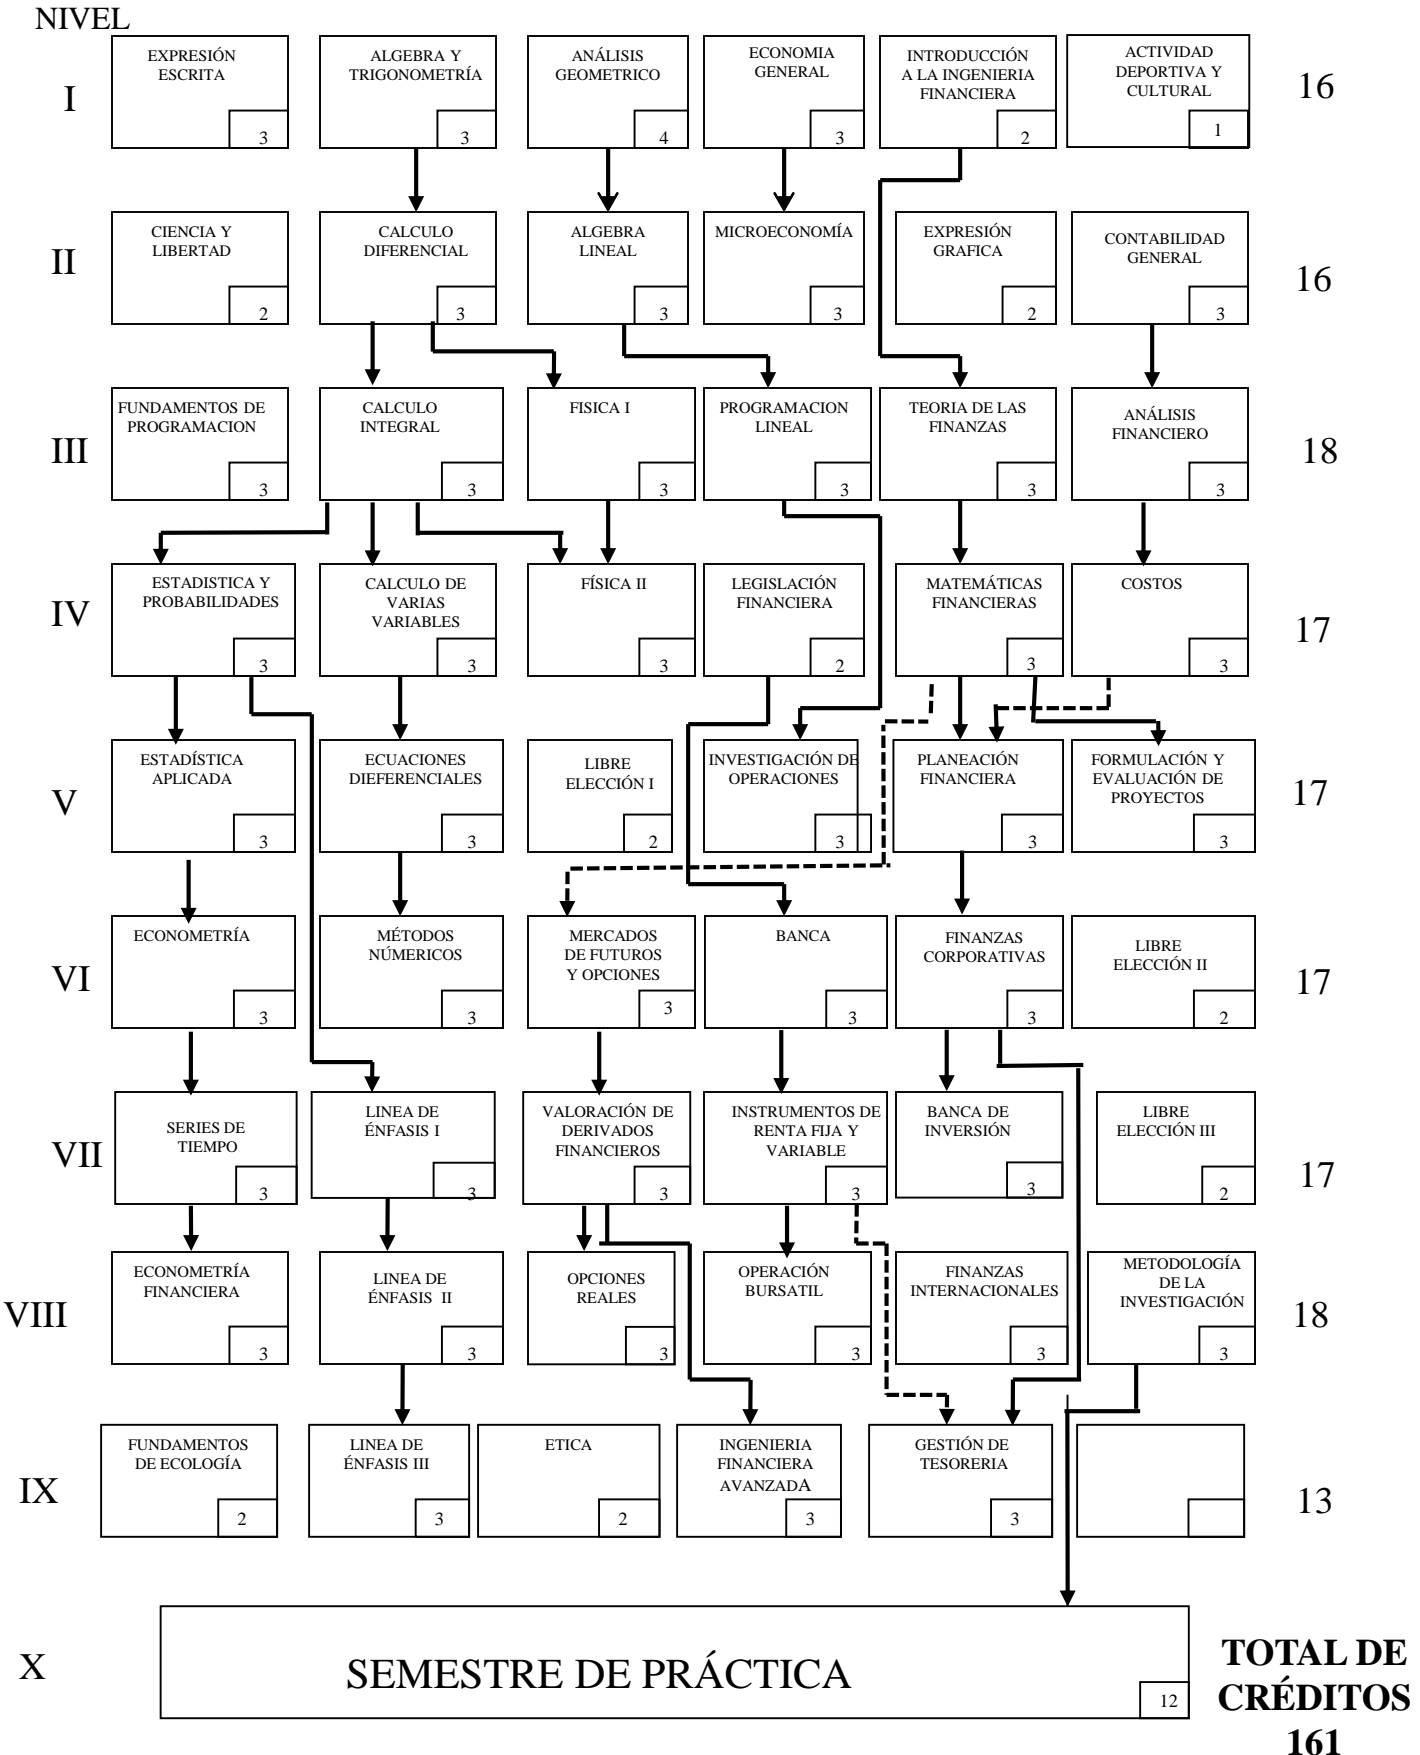 NIVEL
I
EXPRESIÓN
ESCRITA
3
ALGEBRA Y
TRIGONOMETRÍA
3
ANÁLISIS
GEOMETRICO
4
ECONOMIA
GENERAL
3
INTRODUCCIÓN
A LA INGENIERIA
FINANCIERA
2
ACTIVIDAD
DEPORTIVA Y
CULTURAL
1
16
II
CIENCIA Y
LIBERTAD
2
CALCULO
DIFERENCIAL
3
ALGEBRA
LINEAL
3
MICROECONOMÍA
3
EXPRESIÓN
GRAFICA
2
CONTABILIDAD
GENERAL
3
16
III
FUNDAMENTOS DE
PROGRAMACION
3
CALCULO
INTEGRAL
3
FISICA I
3
PROGRAMACION
LINEAL
3
TEORIA DE LAS
FINANZAS
3
ANÁLISIS
FINANCIERO
3
18
IV
ESTADISTICA Y
PROBABILIDADES
3
CALCULO DE
VARIAS
VARIABLES
3
FÍSICA II
3
LEGISLACIÓN
FINANCIERA
2
MATEMÁTICAS
FINANCIERAS
3
COSTOS
3
17
V
ESTADÍSTICA
APLICADA
3
ECUACIONES
DIEFERENCIALES
3
LIBRE
ELECCIÓN I
2
INVESTIGACIÓN DE
OPERACIONES
3
PLANEACIÓN
FINANCIERA
3
FORMULACIÓN Y
EVALUACIÓN DE
PROYECTOS
3
17
VI
ECONOMETRÍA
3
MÉTODOS
NÚMERICOS
3
MERCADOS
DE FUTUROS
Y OPCIONES
3
BANCA
3
FINANZAS
CORPORATIVAS
3
LIBRE
ELECCIÓN II
2
17
VII
SERIES DE
TIEMPO
3
LINEA DE
ÉNFASIS I
3
VALORACIÓN DE
DERIVADOS
FINANCIEROS
3
INSTRUMENTOS DE
RENTA FIJA Y
VARIABLE
3
BANCA DE
INVERSIÓN
3
LIBRE
ELECCIÓN III
2
17
VIII
ECONOMETRÍA
FINANCIERA
3
LINEA DE
ÉNFASIS II
3
OPCIONES
REALES
3
OPERACIÓN
BURSATIL
3
FINANZAS
INTERNACIONALES
3
METODOLOGÍA
DE LA
INVESTIGACIÓN
3
18
IX
FUNDAMENTOS
DE ECOLOGÍA
2
LINEA DE
ÉNFASIS III
3
ETICA
2
INGENIERIA
FINANCIERA
AVANZADA
3
GESTIÓN DE
TESORERIA
3
13
X
SEMESTRE DE PRÁCTICA
12
TOTAL DE
CRÉDITOS
161